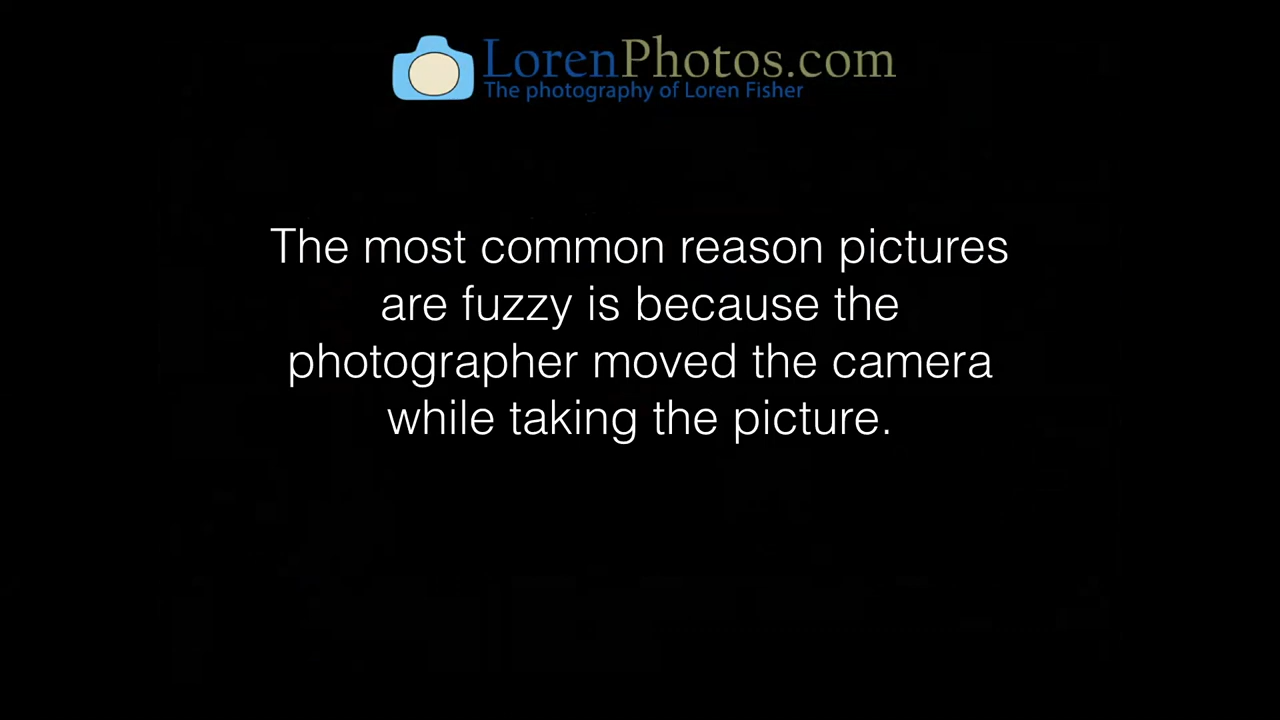 LorenPhotos.com
The photography of Loren Fisher
The most common reason pictures
are fuzzy is because the
photographer moved the camera
while taking the picture.